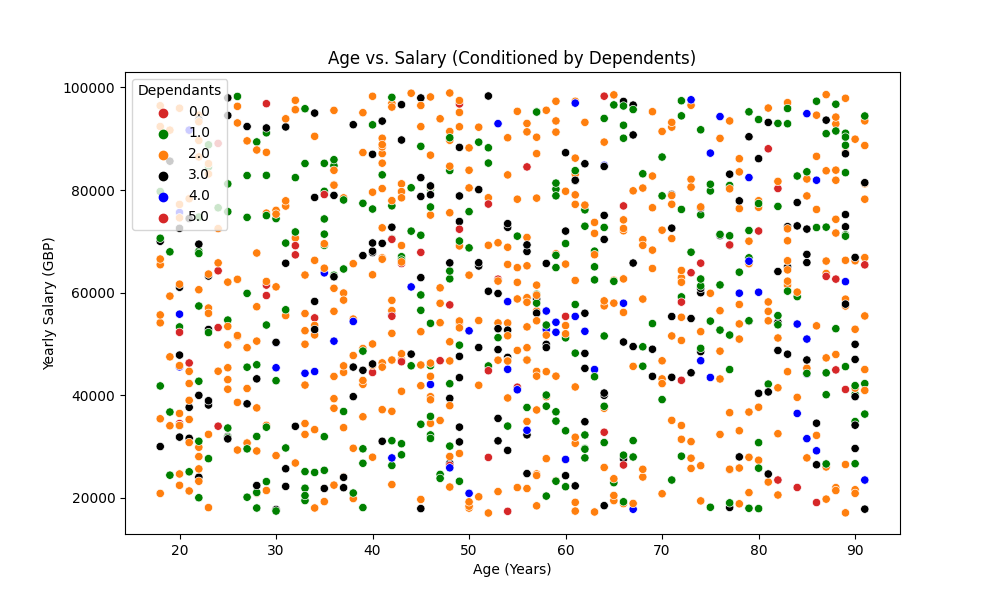 Age vs. Salary (Conditioned by Dependents)
Yearly Salary (GBP)
100000
80000
60000
40000
20000
Dependants
0.0
1.0
2.0
3.0
4.0
5.0
20 30 40 50 60 70 80 90
Age (Years)